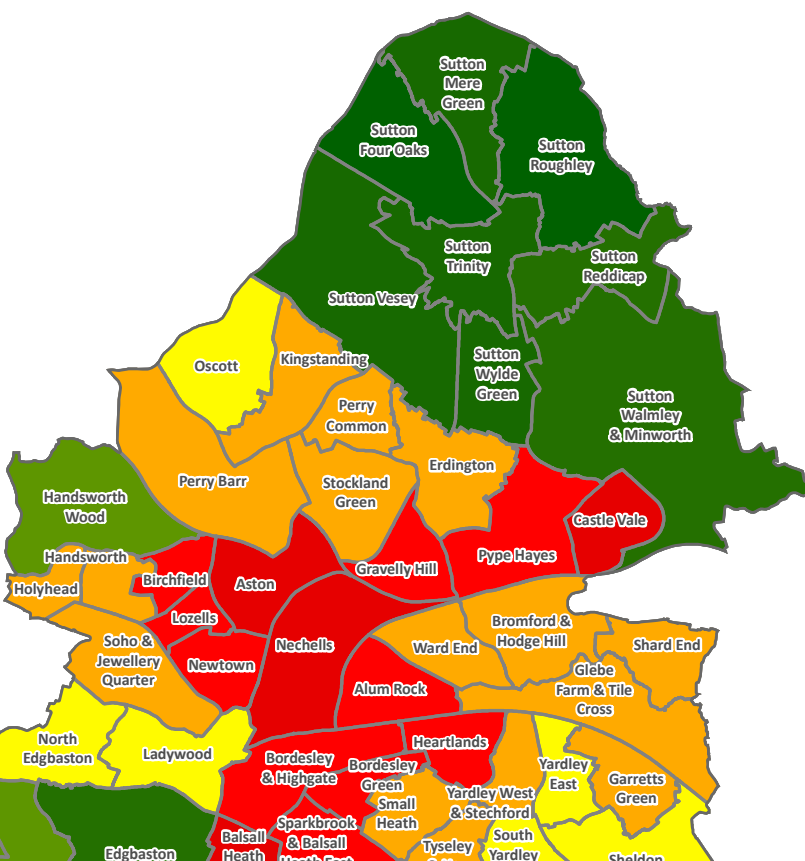 Sutton
Mere
Green
Sutton
Four Oaks
Sutton
Roughley
Sutton
Trinity
Sutton
Reddicap
Sutton Vesey
Oscott
Kingstanding
Sutton
Wylde
Green
Sutton
Walmley
& Minworth
Perry
Common
Erdington
Perry Barr
Stockland
Green
Handsworth
Wood
Castle Vale
Handsworth
Pype Hayes
Gravelly Hill
Birchfield
Aston
Holyhead
Lozells
Bromford &
Hodge Hill
Soho &
Jewellery
Quarter
Nechells
Ward End
Shard End
Newtown
Glebe
Farm & Tile
Cross
Alum Rock
North
Edgbaston
Ladywood
Heartlands
Bordesley
& Highgate
Bordesley
Green
Yardley
East
Garretts
Green
Small
Heath
Yardley West
& Stechford
Sparkbrook
& Balsall
Heath East
Balsall
Heath
South
Yardley
Tyseley
Edgbaston
Sheldon